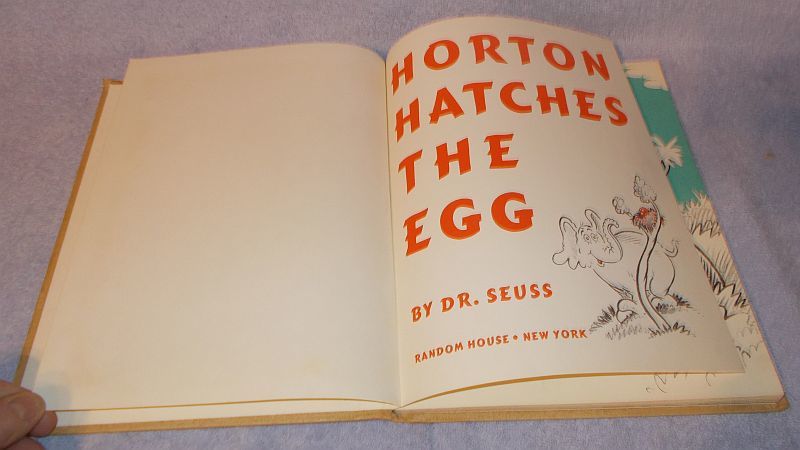 HORTON
HATCHES
THE
EGG
BY DR. SEUSS
RANDOM HOUSE • NEW YORK